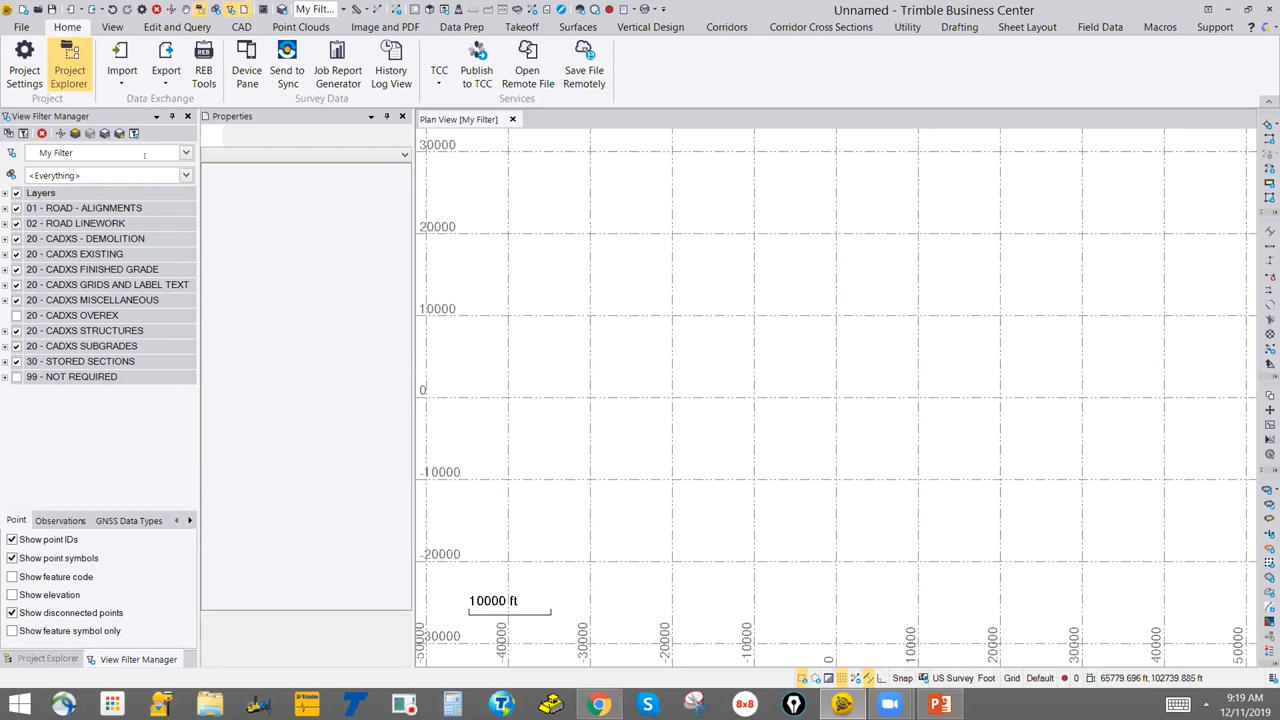 My Fil...
Unnamed - Trimble Business Center
File Home View Edit and Query CAD Point Clouds Image and PDF Data Prep Takeoff Surfaces Vertical Design Corridors Corridor Cross Sections Utility Drafting Sheet Layout Field Data Macros Support
Project Project Import Export REB Device Send to Job Report History TCC Publish Open Save File
Settings Explorer Tools Pane Sync Generator Log View to TCC Remote File Remotely
Project Data Exchange Survey Data Services
View Filter Manager
Properties
Plan View [My Filter]
My Filter
<Everything>
Layers
01 - ROAD - ALIGNMENTS
02 - ROAD LINEWORK
20 - CADXS - DEMOLITION
20 - CADXS EXISTING
20 - CADXS FINISHED GRADE
20 - CADXS GRIDS AND LABEL TEXT
20 - CADXS MISCELLANEOUS
20 - CADXS OVEREX
20 - CADXS STRUCTURES
20 - CADXS SUBGRADES
30 - STORED SECTIONS
99 - NOT REQUIRED
30000
20000
10000
0
-10000
-20000
-30000
10000 ft
-50000 -40000 -20000 -10000 0 10000 20000 30000 40000 50000
Point Observations GNSS Data Types
Show point IDs
Show point symbols
Show feature code
Show elevation
Show disconnected points
Show feature symbol only
Project Explorer View Filter Manager
Snap US Survey Foot Grid Default 0 65779.696 ft,102739.885 ft
8x8
9:19 AM
12/11/2019